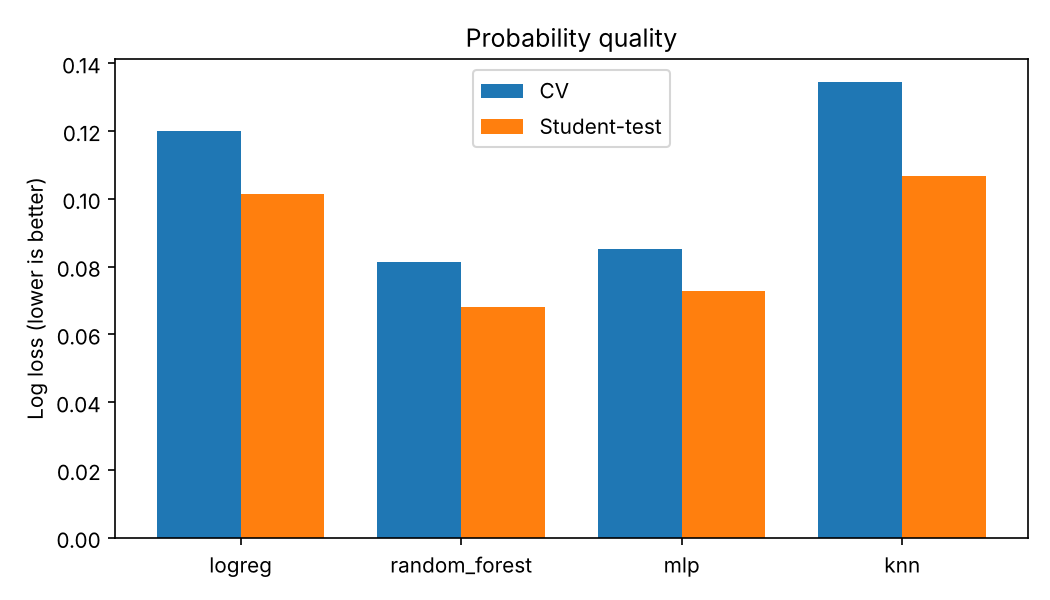 Probability quality
CV
Student-test
Log loss (lower is better)
0.14
0.12
0.10
0.08
0.06
0.04
0.02
0.00
logreg
random_forest
mlp
knn